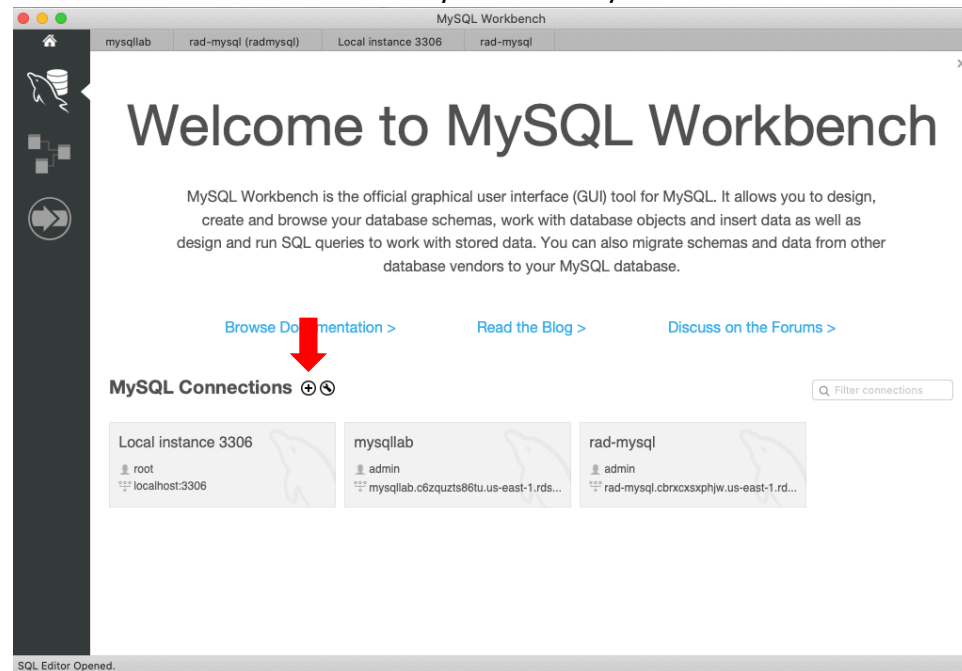 MySQL Workbench
mysqllab rad-mysql (radmysql) Local instance 3306 rad-mysql
Welcome to MySQL Workbench
MySQL Workbench is the official graphical user interface (GUI) tool for MySQL. It allows you to design,
create and browse your database schemas, work with database objects and insert data as well as
design and run SQL queries to work with stored data. You can also migrate schemas and data from other
database vendors to your MySQL database.
Browse Documentation > Read the Blog > Discuss on the Forums >
MySQL Connections
Filter connections
Local instance 3306
root
localhost:3306
mysqllab
admin
mysqllab.c6zquzts86tu.us-east-1.rds...
rad-mysql
admin
rad-mysql.cbrxcxsxphjw.us-east-1.rd...
SQL Editor Opened.